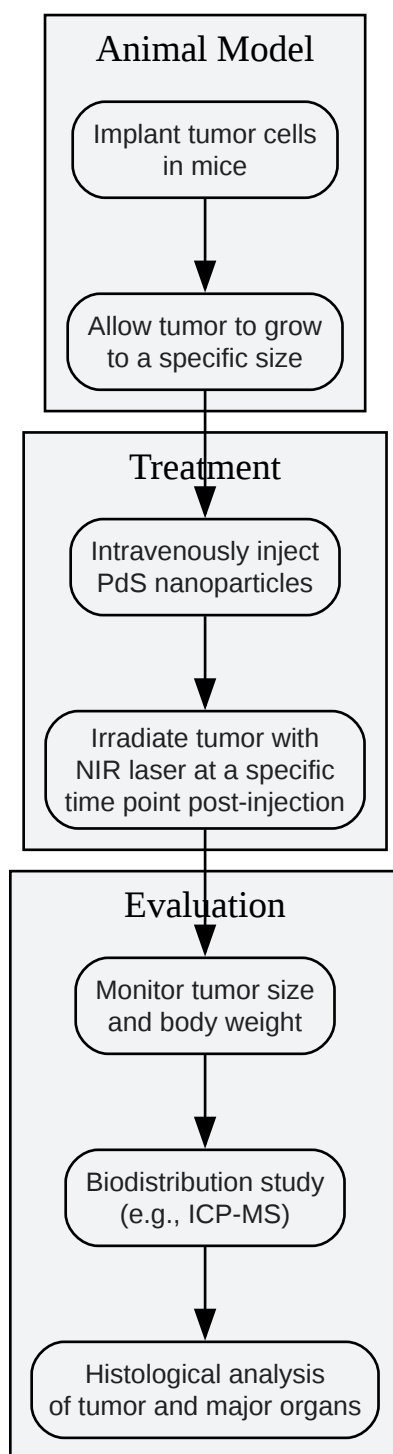 Animal Model
Implant tumor cells
in mice
Allow tumor to grow
to a specific size
Treatment
Intravenously inject
PdS nanoparticles
Irradiate tumor with
NIR laser at a specific
time point post-injection
Evaluation
Monitor tumor size
and body weight
Biodistribution study
(e.g., ICP-MS)
Histological analysis
of tumor and major organs